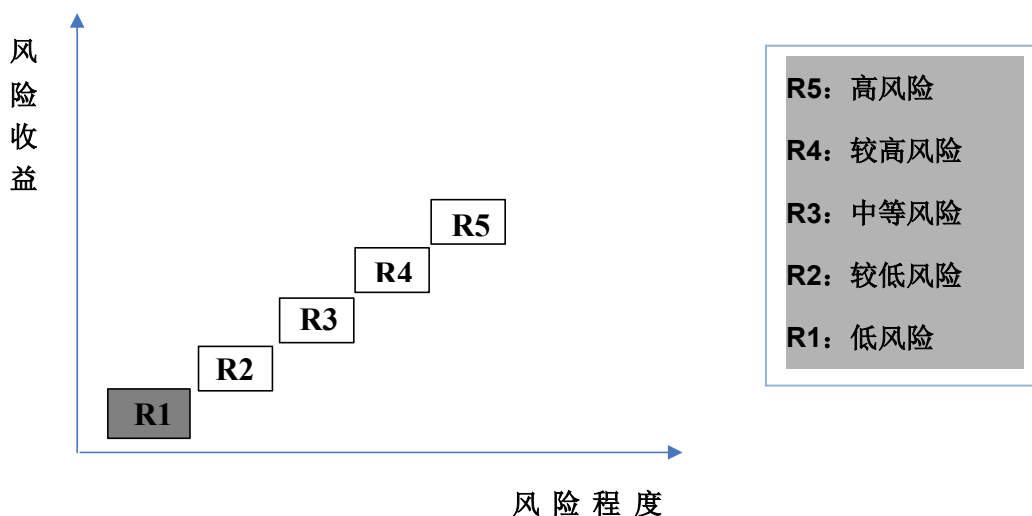 风险收益
R5
R4
R3
R2
R1
风险程度
R5：高风险
R4：较高风险
R3：中等风险
R2：较低风险
R1：低风险